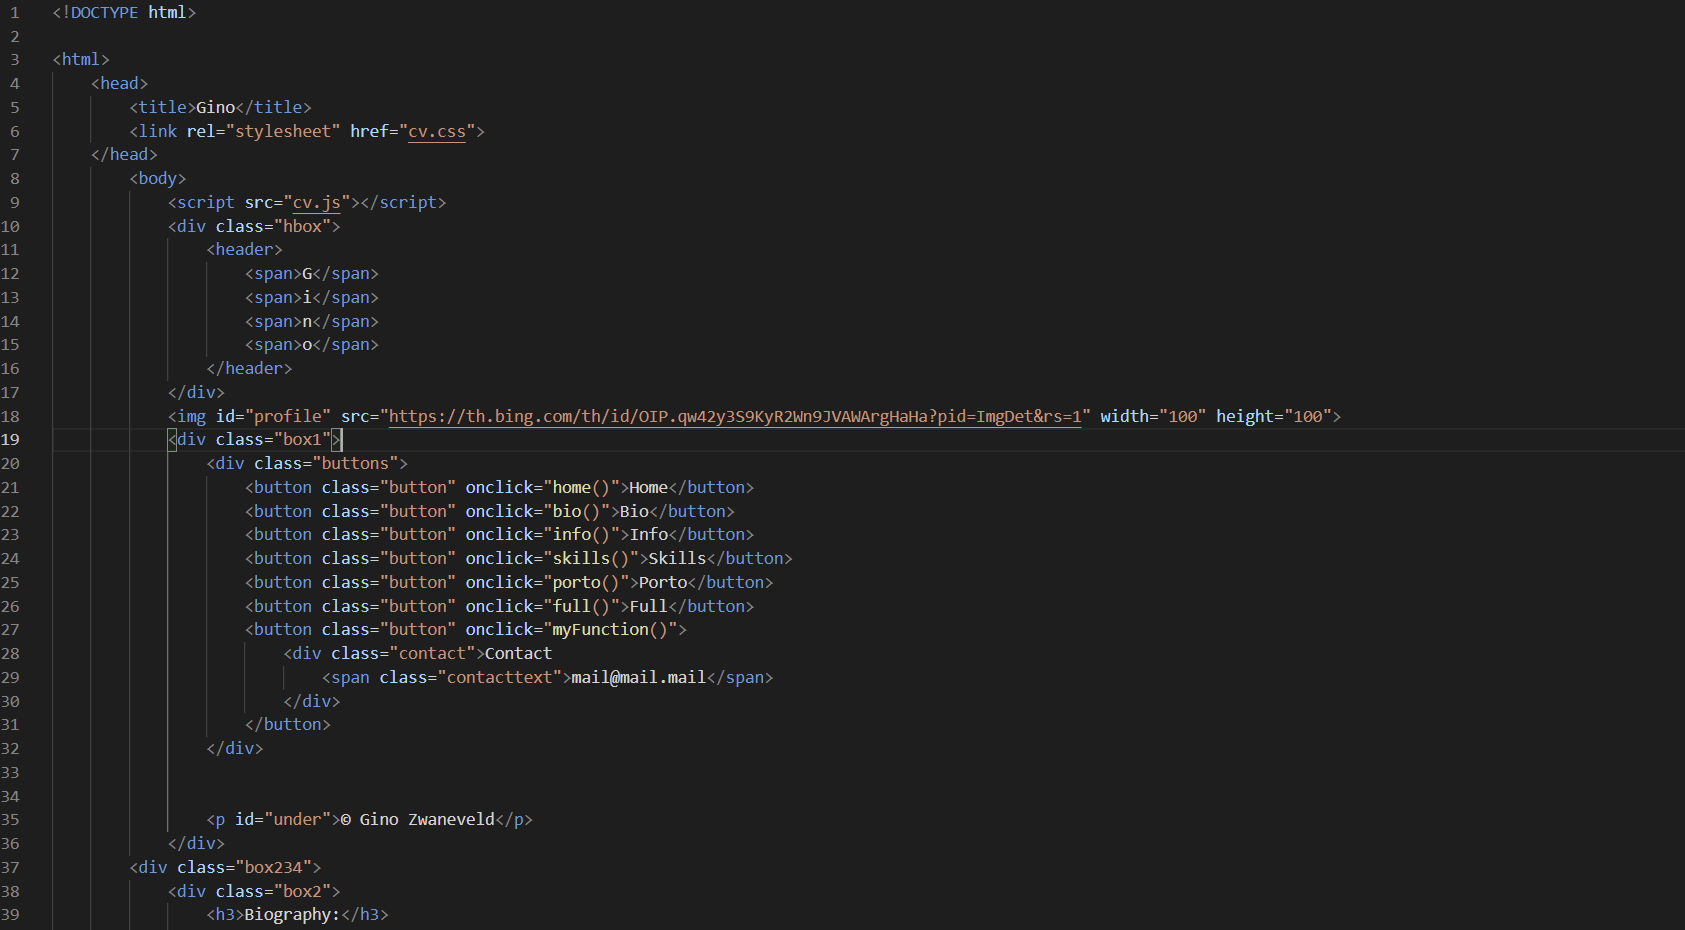 1 <!DOCTYPE html>
2
3 <html>
4 <head>
5 <title>Gino</title>
6 <link rel="stylesheet" href="cv.css">
7 </head>
8 <body>
9 <script src="cv.js"></script>
10 <div class="hbox">
11 <header>
12 <span>G</span>
13 <span>i</span>
14 <span>n</span>
15 <span>o</span>
16 </header>
17 </div>
18 <img id="profile" src="https://th.bing.com/th/id/OIP.qw42y3S9KyR2Wn9JVAWArgHaHa?pid=ImgDet&rs=1" width="100" height="100">
19 <div class="box1">
20 <div class="buttons">
21 <button class="button" onclick="home()">Home</button>
22 <button class="button" onclick="bio()">Bio</button>
23 <button class="button" onclick="info()">Info</button>
24 <button class="button" onclick="skills()">Skills</button>
25 <button class="button" onclick="porto()">Porto</button>
26 <button class="button" onclick="full()">Full</button>
27 <button class="button" onclick="myFunction()">
28 <div class="contact">Contact
29 <span class="contacttext">mail@mail.mail</span>
30 </div>
31 </button>
32 </div>
33
34
35 <p id="under">© Gino Zwaneveld</p>
36 </div>
37 <div class="box234">
38 <div class="box2">
39 <h3>Biography:</h3>